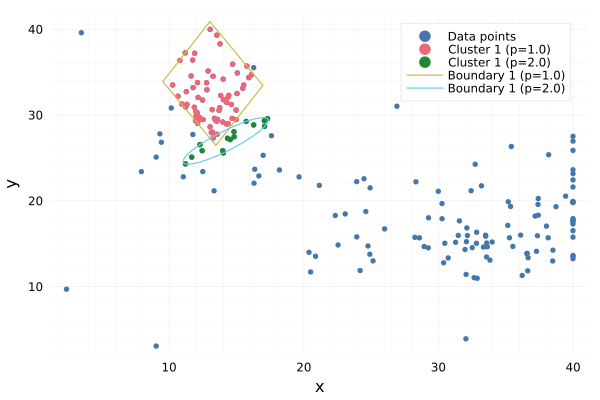 40
30
20
10
y
10
20
30
40
x
Data points
Cluster 1 (p=1.0)
Cluster 1 (p=2.0)
Boundary 1 (p=1.0)
Boundary 1 (p=2.0)